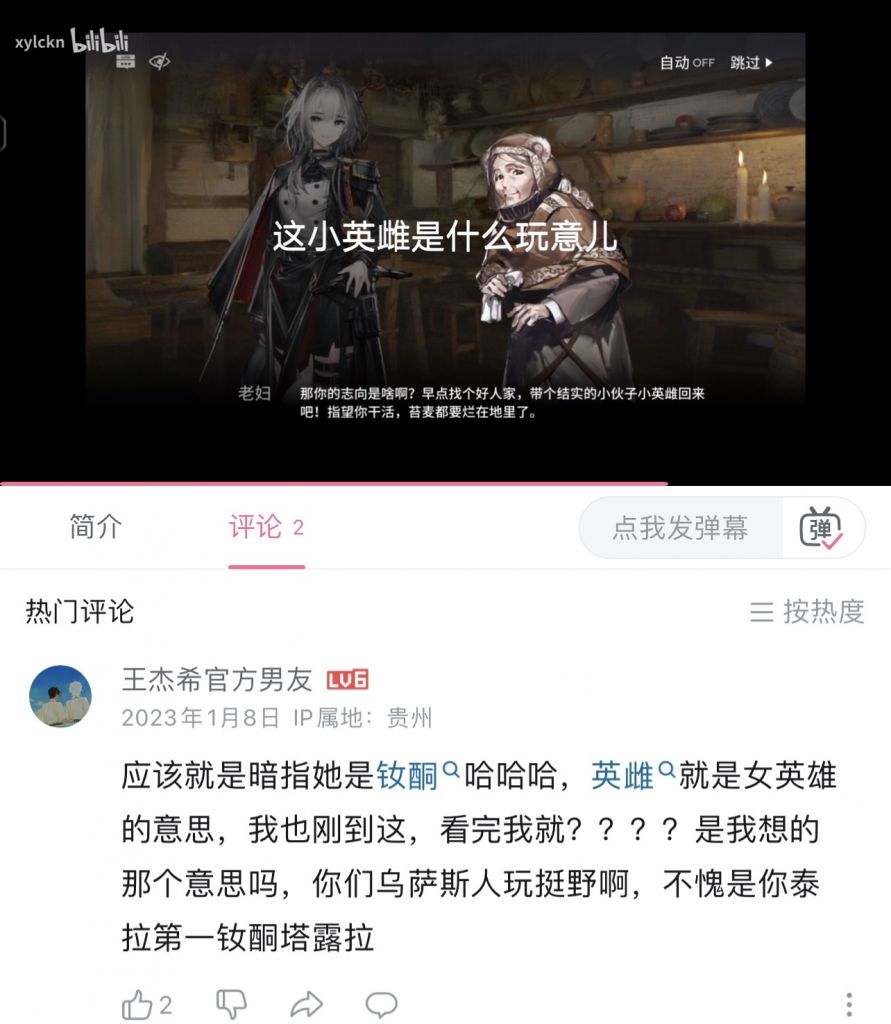 xylckn bilibili
自动 OFF 跳过
这小英雌是什么玩意儿
老妇 那你的志向是啥啊？早点找个好人家，带个结实的小伙子小英雌回来
吧！指望你干活，苔麦都要烂在地里了。
简介 评论 2 点我发弹幕 弹
热门评论 按热度
王杰希官方男友 LV6
2023年1月8日 IP属地：贵州
应该就是暗指她是钕酮哈哈哈，英雌就是女英雄
的意思，我也刚到这，看完我就？？？？是我想的
那个意思吗，你们乌萨斯人玩挺野啊，不愧是你泰
拉第一钕酮塔露拉
2